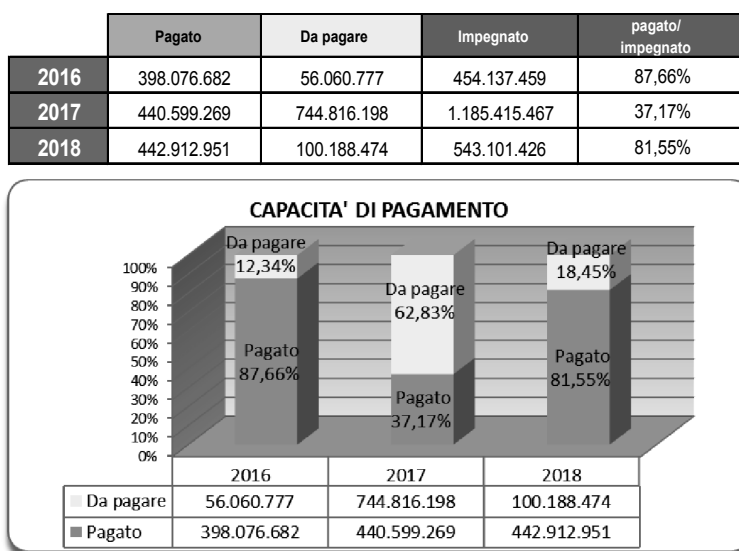 Pagato Da pagare Impegnato pagato/
impegnato
2016 398.076.682 56.060.777 454.137.459 87,66%
2017 440.599.269 744.816.198 1.185.415.467 37,17%
2018 442.912.951 100.188.474 543.101.426 81,55%
CAPACITA' DI PAGAMENTO
Da pagare
12,34%
Da pagare
62,83%
Da pagare
18,45%
Pagato
87,66%
Pagato
37,17%
Pagato
81,55%
100%
90%
80%
70%
60%
50%
40%
30%
20%
10%
0%
2016 2017 2018
Da pagare 56.060.777 744.816.198 100.188.474
Pagato 398.076.682 440.599.269 442.912.951